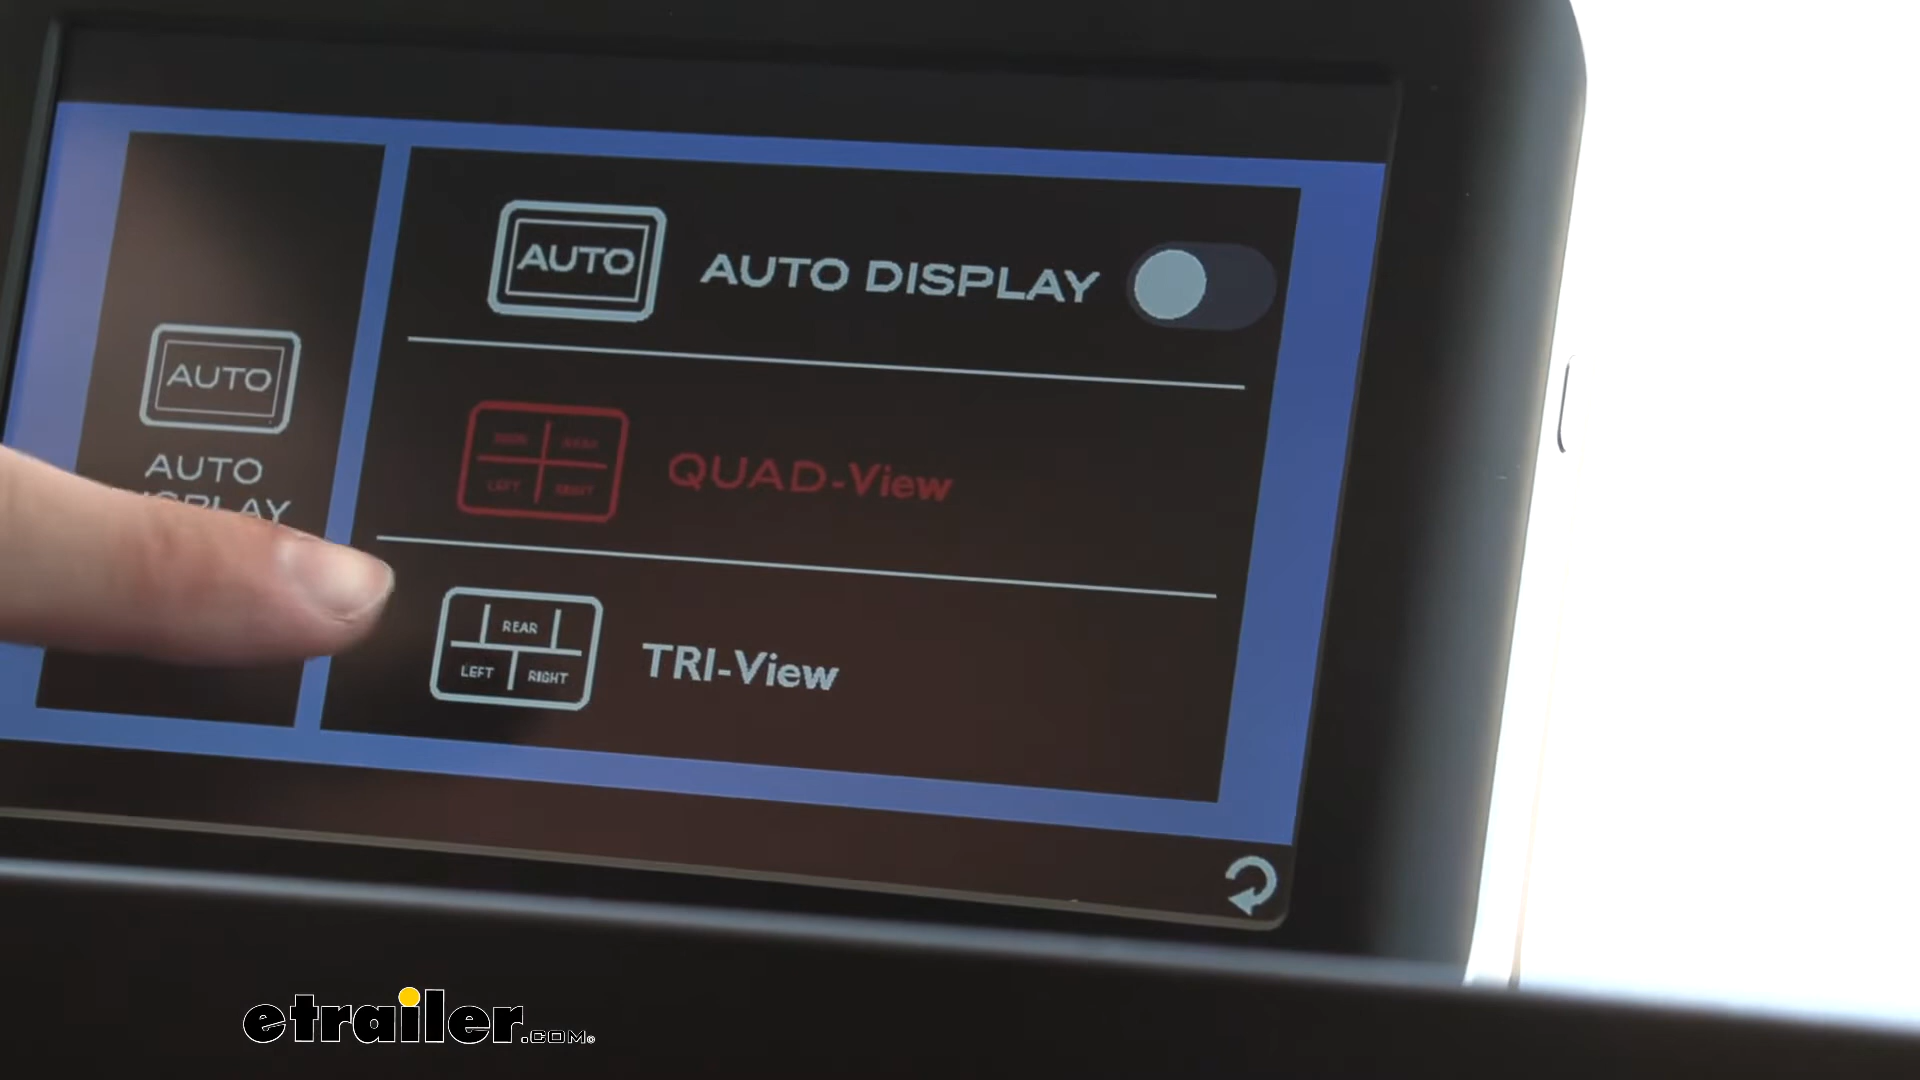 AUTO
AUTO DISPLAY
AUTO
AUTO
DISPLAY
REAR
LEFT RIGHT
QUAD-View
REAR
LEFT RIGHT
TRI-View
etrailer.com